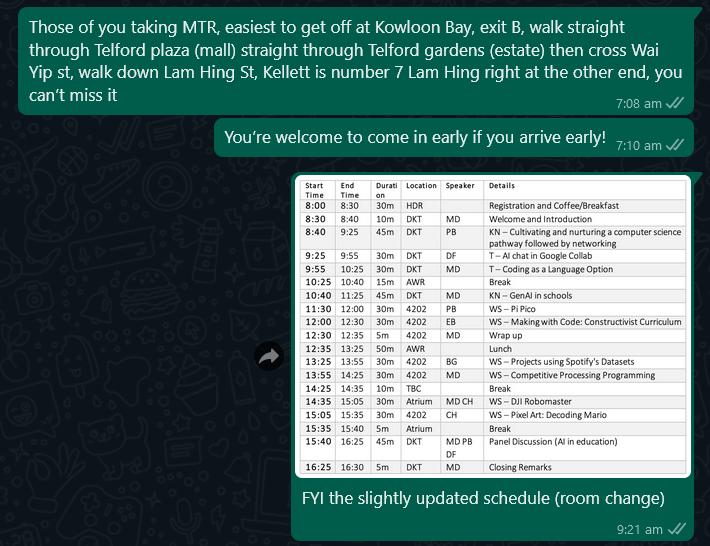 Those of you taking MTR, easiest to get off at Kowloon Bay, exit B, walk straight
through Telford plaza (mall) straight through Telford gardens (estate) then cross Wai
Yip st, walk down Lam Hing St, Kellett is number 7 Lam Hing right at the other end, you
can't miss it
7:08 am
You're welcome to come in early if you arrive early!
7:10 am
Start Time End Time Durati on Location Speaker Details
8:00 8:30 30m HDR Registration and Coffee/Breakfast
8:30 8:40 10m DKT MD Welcome and Introduction
8:40 9:25 45m DKT PB KN – Cultivating and nurturing a computer science
pathway followed by networking
9:25 9:55 30m DKT DF T – AI chat in Google Collab
9:55 10:25 30m DKT MD T – Coding as a Language Option
10:25 10:40 15m AWR Break
10:40 11:25 45m DKT MD KN – GenAI in schools
11:30 12:00 30m 4202 PB WS – Pi Pico
12:00 12:30 30m 4202 EB WS – Making with Code: Constructivist Curriculum
12:30 12:35 5m 4202 MD Wrap up
12:35 13:25 50m AWR Lunch
13:25 13:55 30m 4202 BG WS – Projects using Spotify's Datasets
13:55 14:25 30m 4202 MD WS – Competitive Processing Programming
14:25 14:35 10m TBC Break
14:35 15:05 30m Atrium MD CH WS – DJI Robomaster
15:05 15:35 30m 4202 CH WS – Pixel Art: Decoding Mario
15:35 15:40 5m Atrium Break
15:40 16:25 45m DKT MD PB DF Panel Discussion (AI in education)
16:25 16:30 5m DKT MD Closing Remarks
FYI the slightly updated schedule (room change)
9:21 am